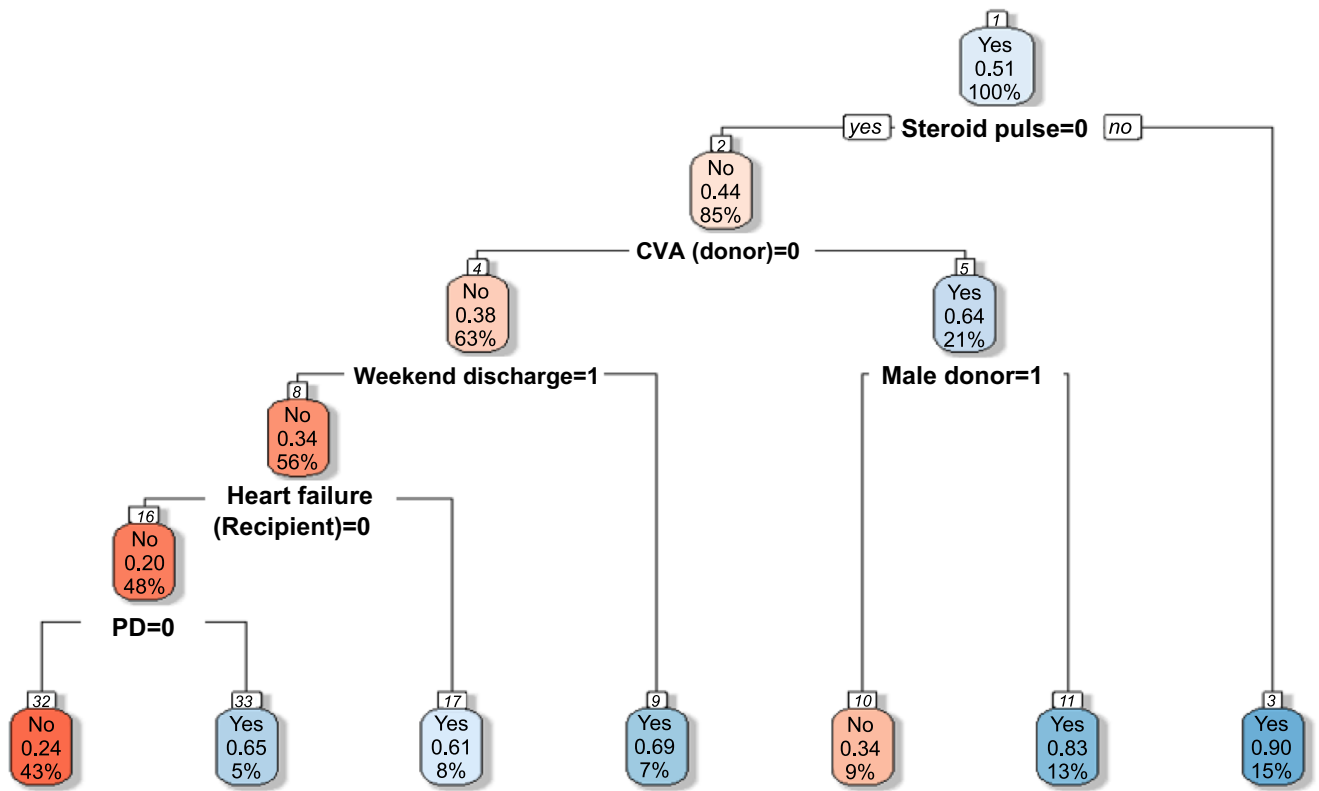 1
Yes
0.51
100%
yes Steroid pulse=0 no
2
No
0.44
85%
CVA (donor)=0
4
No
0.38
63%
5
Yes
0.64
21%
Weekend discharge=1
Male donor=1
8
No
0.34
56%
Heart failure
(Recipient)=0
16
No
0.20
48%
PD=0
32
No
0.24
43%
33
Yes
0.65
5%
17
Yes
0.61
8%
9
Yes
0.69
7%
10
No
0.34
9%
11
Yes
0.83
13%
3
Yes
0.90
15%